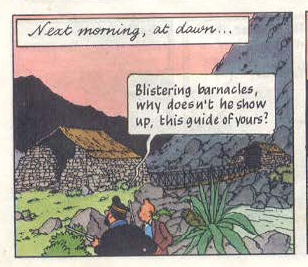 Next morning, at dawn...
Blistering barnacles,
why doesn't he show
up, this guide of yours?